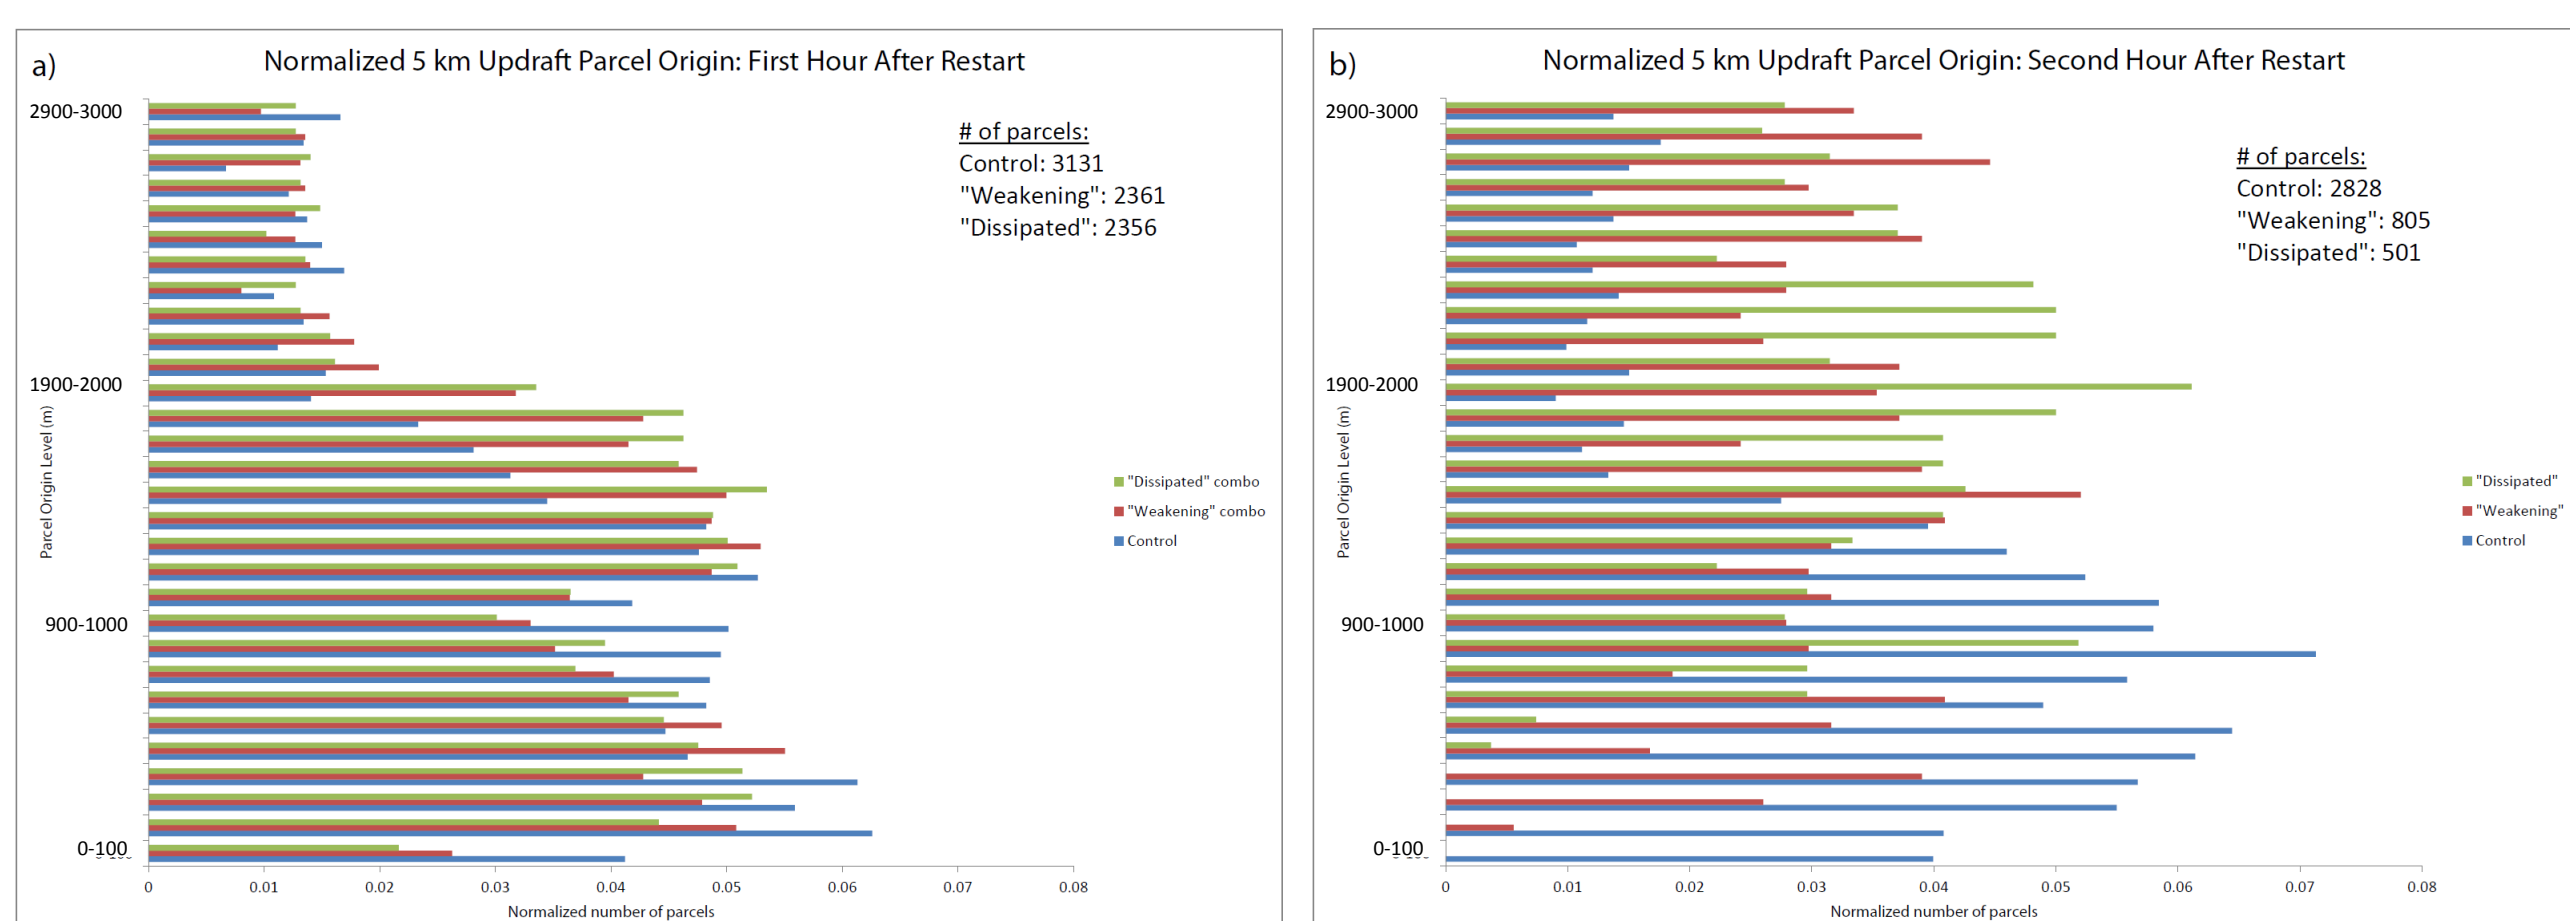 a)
Normalized 5 km Updraft Parcel Origin: First Hour After Restart
2900-3000
# of parcels:
Control: 3131
"Weakening": 2361
"Dissipated": 2356
1900-2000
Parcel Origin Level (m)
"Dissipated" combo
"Weakening" combo
Control
900-1000
0-100
0 0.01 0.02 0.03 0.04 0.05 0.06 0.07 0.08
Normalized number of parcels
b)
Normalized 5 km Updraft Parcel Origin: Second Hour After Restart
2900-3000
# of parcels:
Control: 2828
"Weakening": 805
"Dissipated": 501
1900-2000
Parcel Origin Level (m)
"Dissipated"
"Weakening"
Control
900-1000
0-100
0 0.01 0.02 0.03 0.04 0.05 0.06 0.07 0.08
Normalized number of parcels